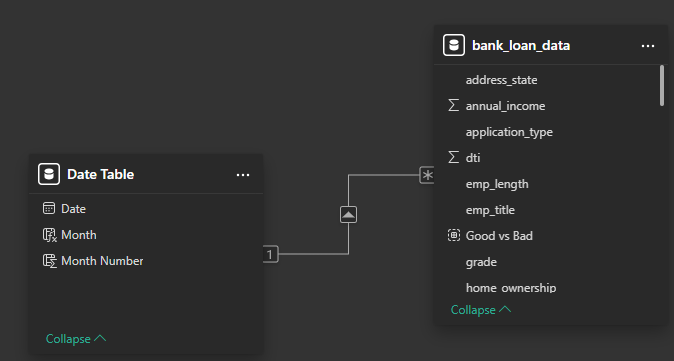 Date Table
Date
Month
Month Number
Collapse
1
*
bank_loan_data
address_state
annual_income
application_type
dti
emp_length
emp_title
Good vs Bad
grade
home_ownership
Collapse